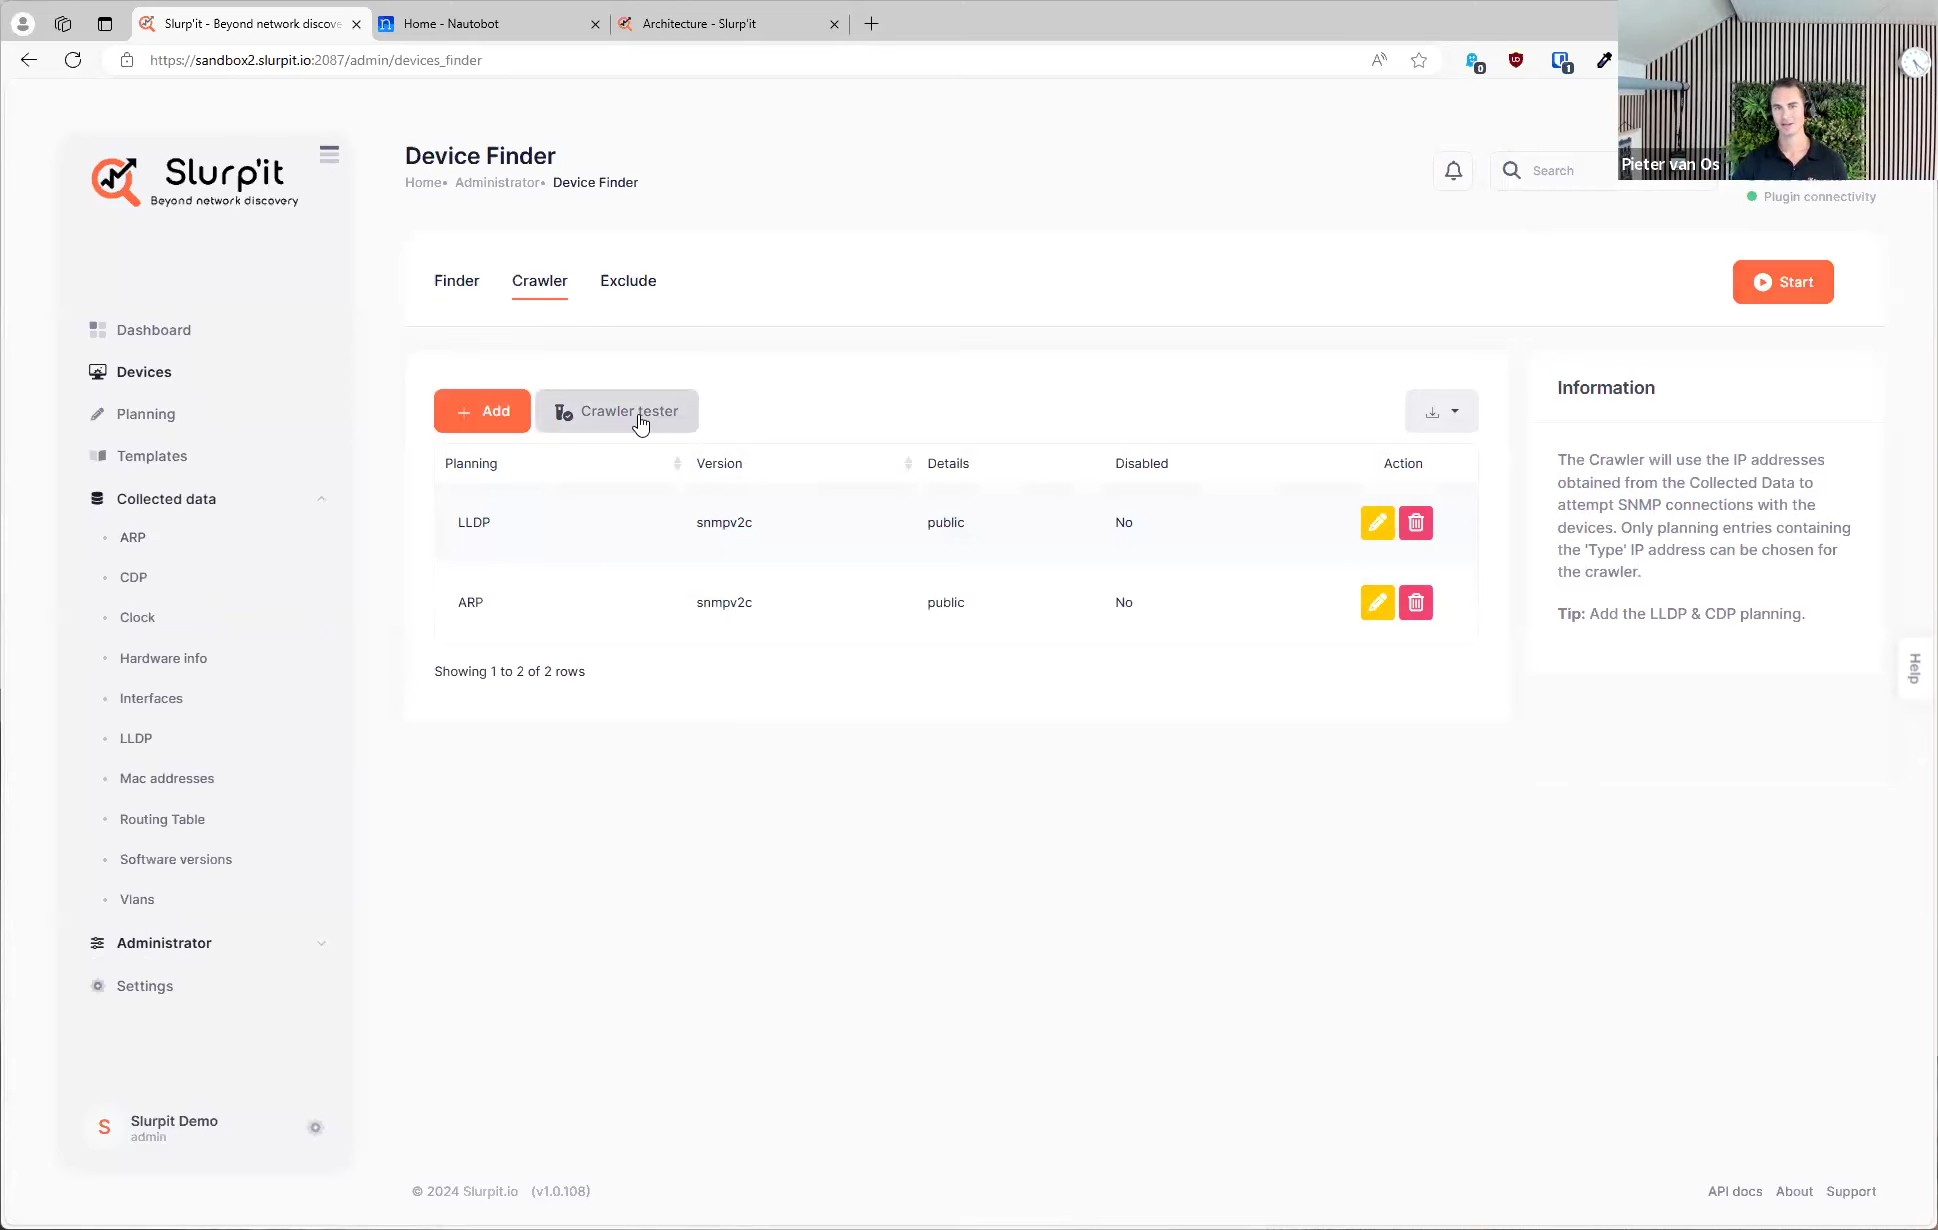 Slurp'it - Beyond network discove
Home - Nautobot
Architecture - Slurp'it
https://sandbox2.slurpit.io:2087/admin/devices_finder
0
1
Pieter van Os
Slurp'it
Beyond network discovery
Device Finder
Home• Administrator• Device Finder
Search
Plugin connectivity
Finder
Crawler
Exclude
Start
Dashboard
Devices
Planning
Templates
Collected data
ARP
CDP
Clock
Hardware info
Interfaces
LLDP
Mac addresses
Routing Table
Software versions
Vlans
Administrator
Settings
S
Slurpit Demo
admin
+ Add
Crawler tester
Planning Version Details Disabled Action
LLDP snmpv2c public No
ARP snmpv2c public No
Showing 1 to 2 of 2 rows
Information
The Crawler will use the IP addresses
obtained from the Collected Data to
attempt SNMP connections with the
devices. Only planning entries containing
the 'Type' IP address can be chosen for
the crawler.
Tip: Add the LLDP & CDP planning.
Help
© 2024 Slurpit.io (v1.0.108)
API docs About Support